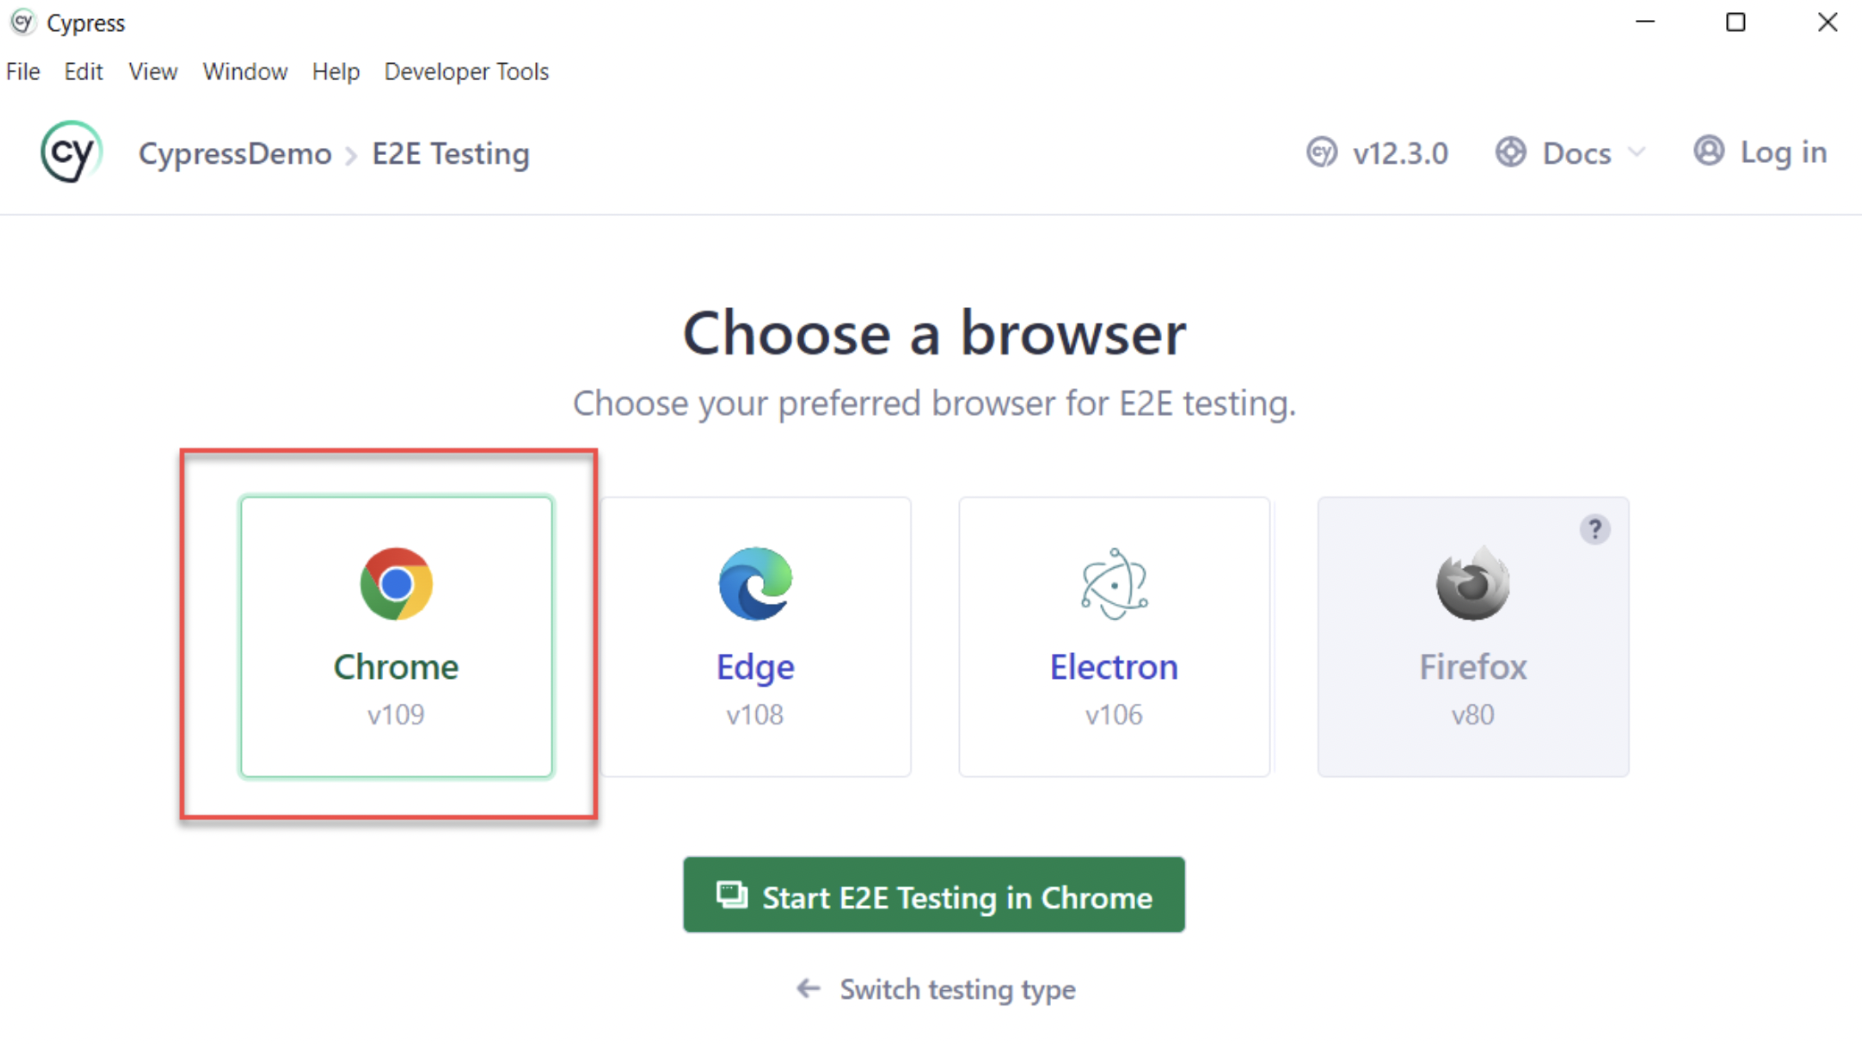 cy Cypress
File Edit View Window Help Developer Tools
cy CypressDemo > E2E Testing cy v12.3.0 Docs Log in
Choose a browser
Choose your preferred browser for E2E testing.
?
Chrome Edge Electron Firefox
v109 v108 v106 v80
Start E2E Testing in Chrome
← Switch testing type